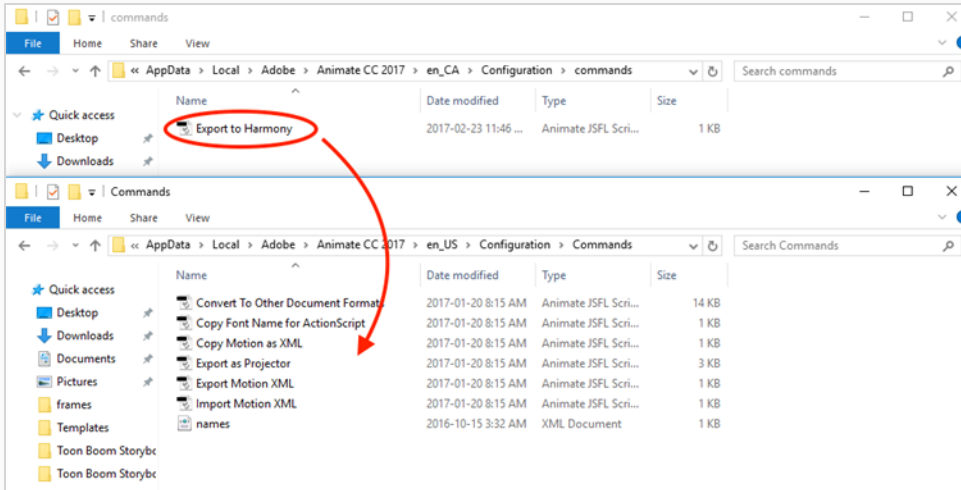 commands
File Home Share View
« AppData > Local > Adobe > Animate CC 2017 > en_CA > Configuration > commands Search commands
Name Date modified Type Size
Quick access
Export to Harmony 2017-02-23 11:46 ... Animate JSFL Scri... 1 KB
Desktop
Downloads
Commands
File Home Share View
« AppData > Local > Adobe > Animate CC 2017 > en_US > Configuration > Commands Search Commands
Name Date modified Type Size
Quick access
Convert To Other Document Formats 2017-01-20 8:15 AM Animate JSFL Scri... 14 KB
Desktop
Copy Font Name for ActionScript 2017-01-20 8:15 AM Animate JSFL Scri... 1 KB
Downloads
Copy Motion as XML 2017-01-20 8:15 AM Animate JSFL Scri... 1 KB
Documents
Export as Projector 2017-01-20 8:15 AM Animate JSFL Scri... 3 KB
Pictures
Export Motion XML 2017-01-20 8:15 AM Animate JSFL Scri... 1 KB
frames
Import Motion XML 2017-01-20 8:15 AM Animate JSFL Scri... 1 KB
Templates
names 2016-10-15 3:32 AM XML Document 1 KB
Toon Boom Storybc
Toon Boom Storybc